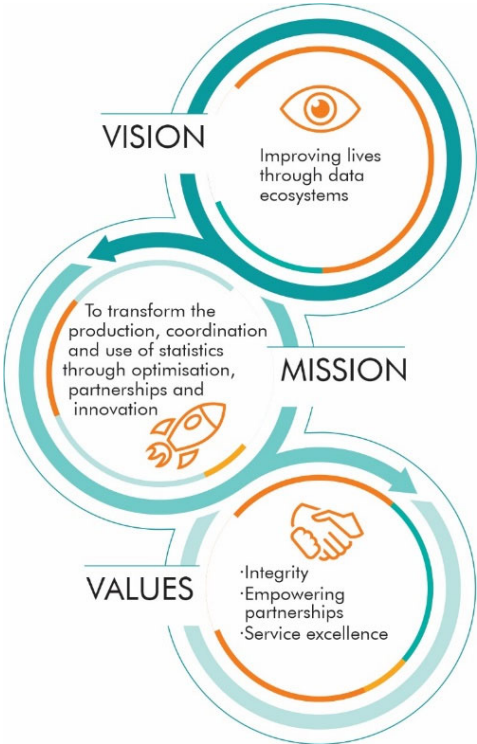 VISION
Improving lives
through data
ecosystems
To transform the
production, coordination
and use of statistics
through optimisation,
partnerships and
innovation
MISSION
VALUES
·Integrity
·Empowering
partnerships
·Service excellence